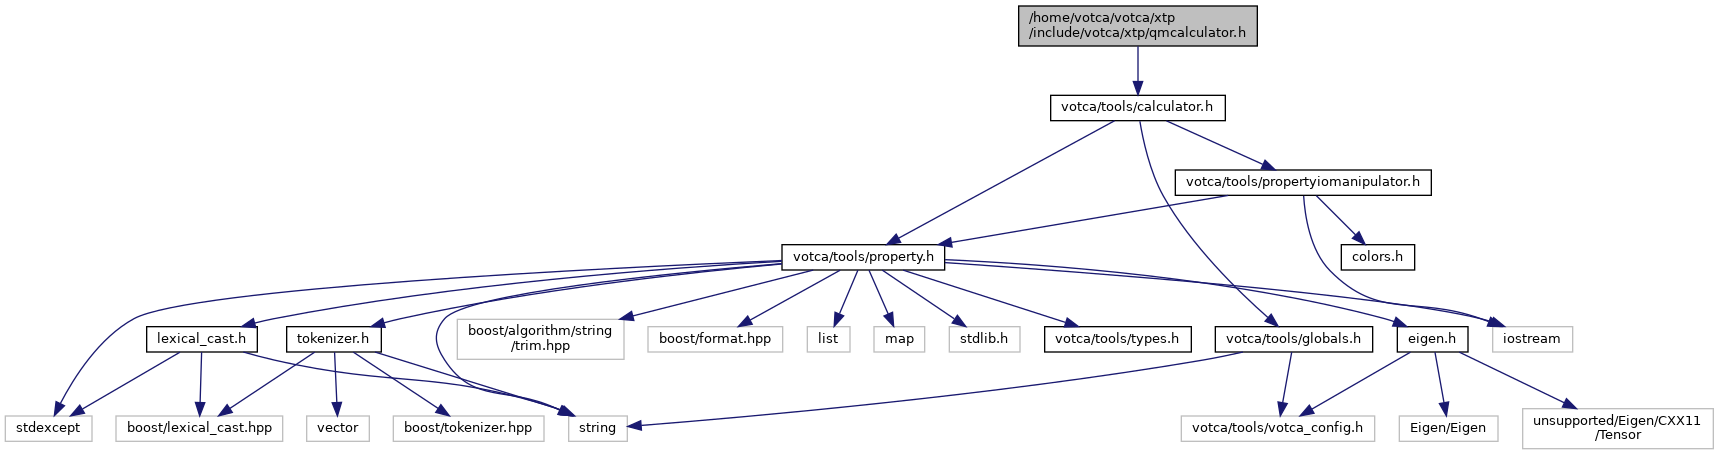 /home/votca/votca/xtp
/include/votca/xtp/qmcalculator.h
votca/tools/calculator.h
votca/tools/propertyiomanipulator.h
votca/tools/property.h
colors.h
lexical_cast.h
tokenizer.h
boost/algorithm/string
/trim.hpp
boost/format.hpp
list
map
stdlib.h
votca/tools/types.h
votca/tools/globals.h
eigen.h
iostream
stdexcept
boost/lexical_cast.hpp
vector
boost/tokenizer.hpp
string
votca/tools/votca_config.h
Eigen/Eigen
unsupported/Eigen/CXX11
/Tensor